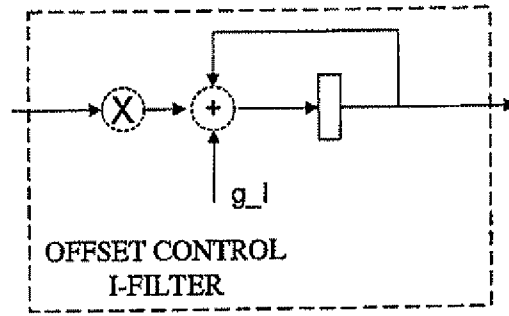 X
+
g_I
OFFSET CONTROL
I-FILTER